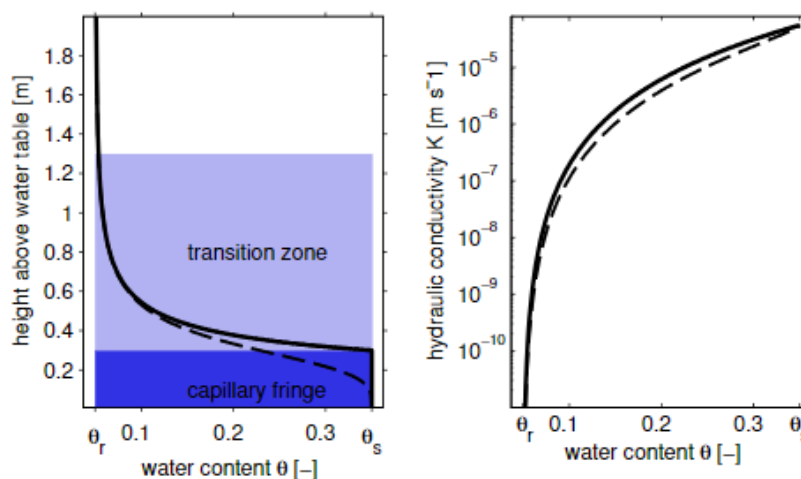 height above water table [m]
1.8
1.6
1.4
1.2
1
0.8
0.6
0.4
0.2
transition zone
capillary fringe
θr 0.1 0.2 0.3 θs
water content θ [–]
hydraulic conductivity K [m s−1]
10−5
10−6
10−7
10−8
10−9
10−10
θr 0.1 0.2 0.3 θs
water content θ [–]